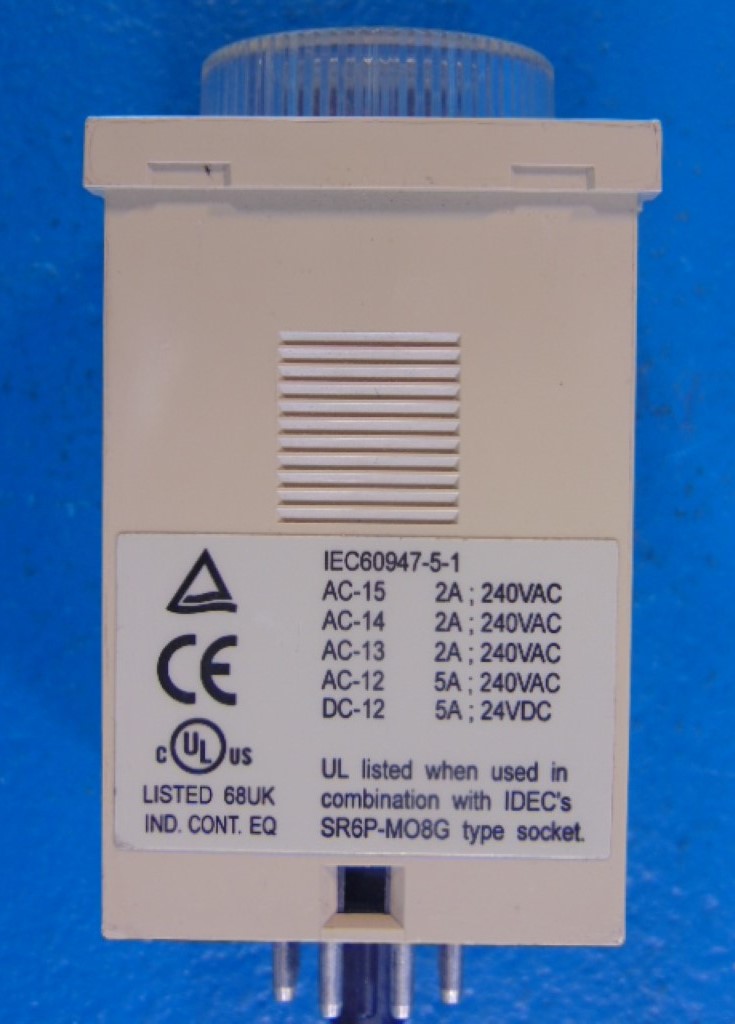 IEC60947-5-1
AC-15 2A ; 240VAC
AC-14 2A ; 240VAC
AC-13 2A ; 240VAC
AC-12 5A ; 240VAC
DC-12 5A ; 24VDC
CE
C UL US
LISTED 68UK
IND. CONT. EQ
UL listed when used in
combination with IDEC's
SR6P-MO8G type socket.